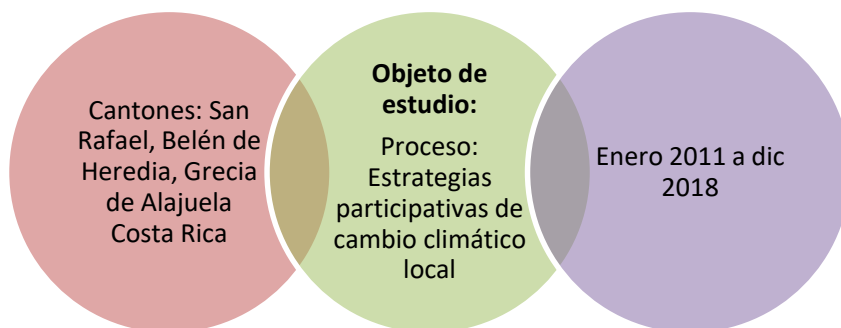 Cantones: San
Rafael, Belén de
Heredia, Grecia
de Alajuela
Costa Rica
Objeto de
estudio:
Proceso:
Estrategias
participativas de
cambio climático
local
Enero 2011 a dic
2018